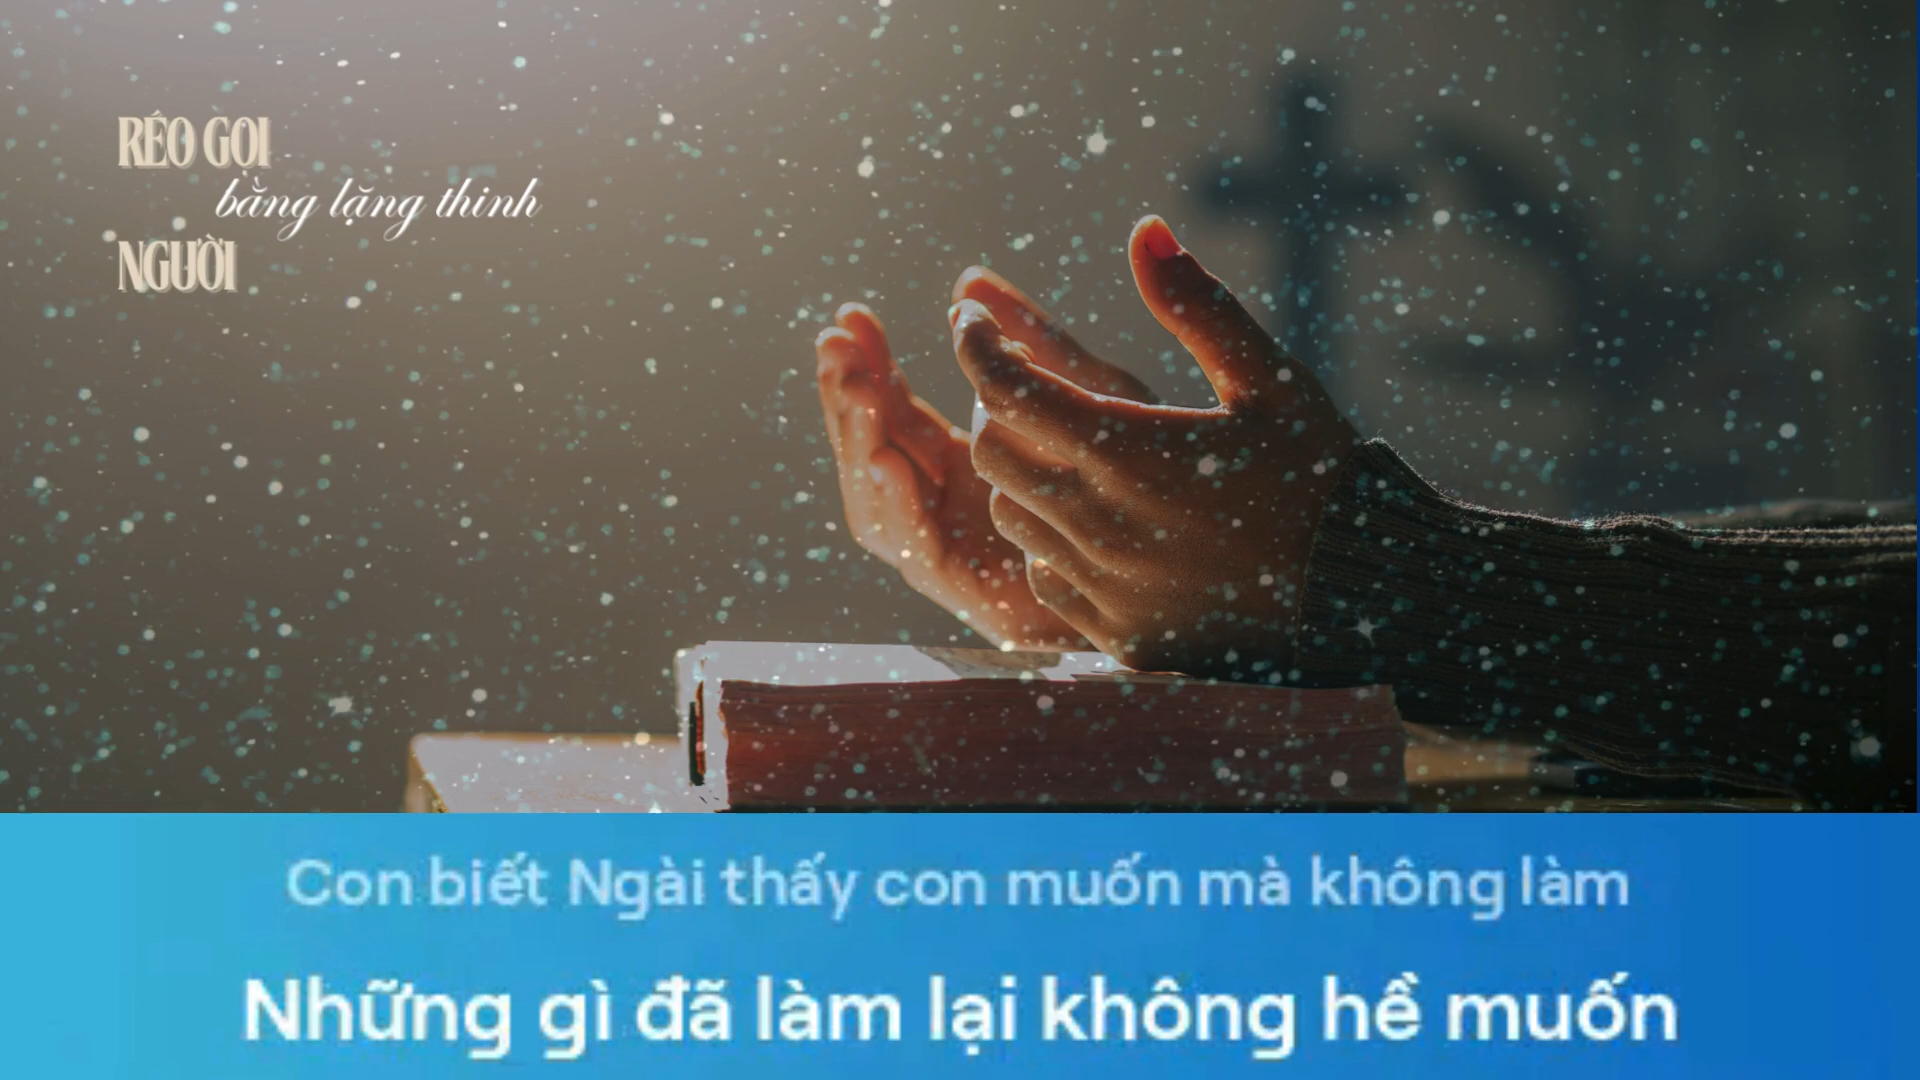 RÉO GỌI
bằng lặng thinh
NGƯỜI
Con biết Ngài thấy con muốn mà không làm
Những gì đã làm lại không hề muốn